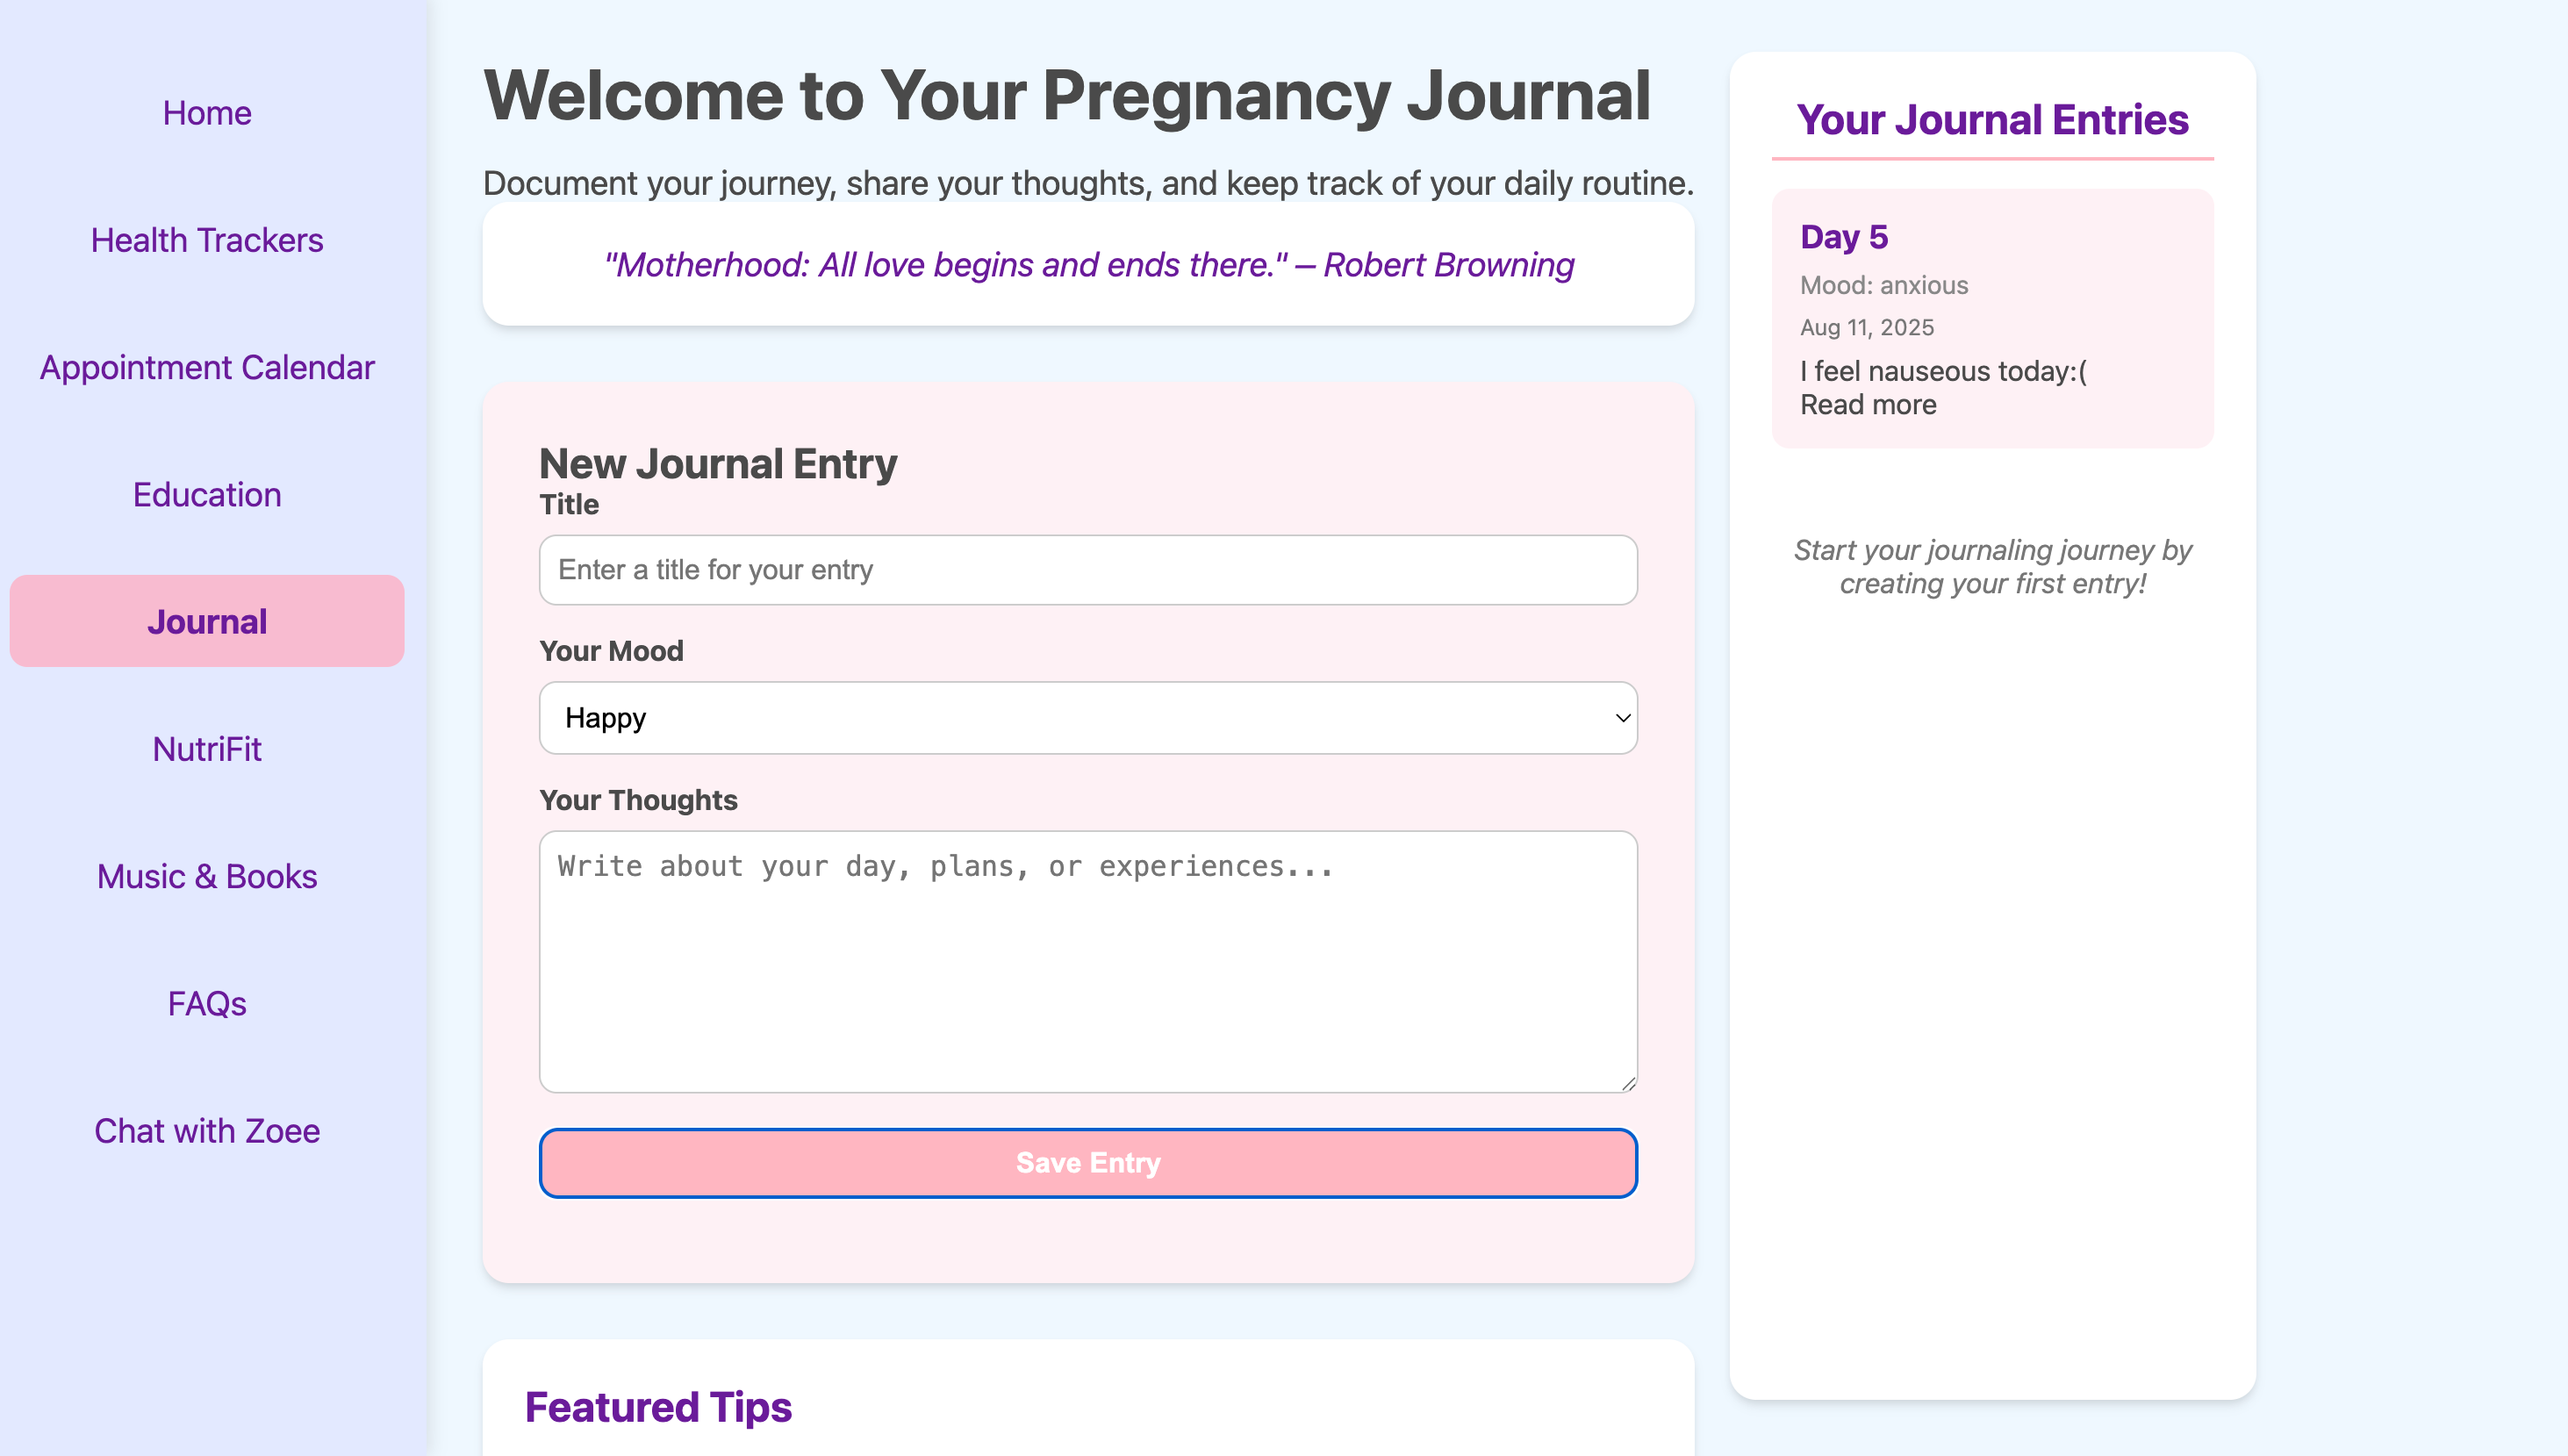 Home
Health Trackers
Appointment Calendar
Education
Journal
NutriFit
Music & Books
FAQs
Chat with Zoee
Welcome to Your Pregnancy Journal
Document your journey, share your thoughts, and keep track of your daily routine.
"Motherhood: All love begins and ends there." – Robert Browning
New Journal Entry
Title
Enter a title for your entry
Your Mood
Happy
Your Thoughts
Write about your day, plans, or experiences...
Save Entry
Featured Tips
Your Journal Entries
Day 5
Mood: anxious
Aug 11, 2025
I feel nauseous today:(
Read more
Start your journaling journey by
creating your first entry!